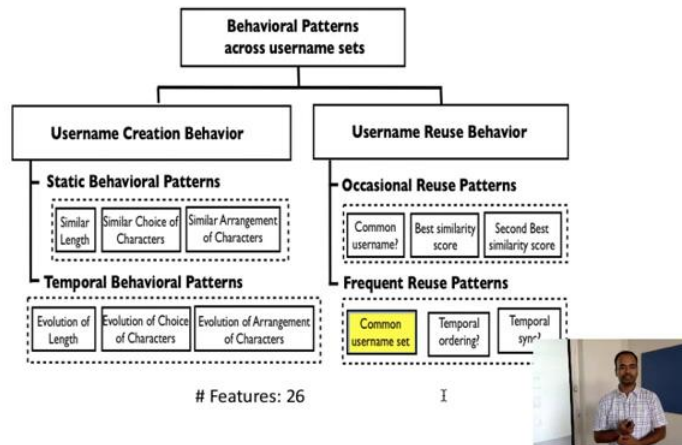 Behavioral Patterns
across username sets
Username Creation Behavior
Username Reuse Behavior
Static Behavioral Patterns
Similar
Length
Similar Choice of
Characters
Similar Arrangement
of Characters
Temporal Behavioral Patterns
Evolution of
Length
Evolution of Choice
of Characters
Evolution of Arrangement
of Characters
Occasional Reuse Patterns
Common
username?
Best similarity
score
Second Best
similarity score
Frequent Reuse Patterns
Common
username set
Temporal
ordering?
Temporal
sync?
# Features: 26